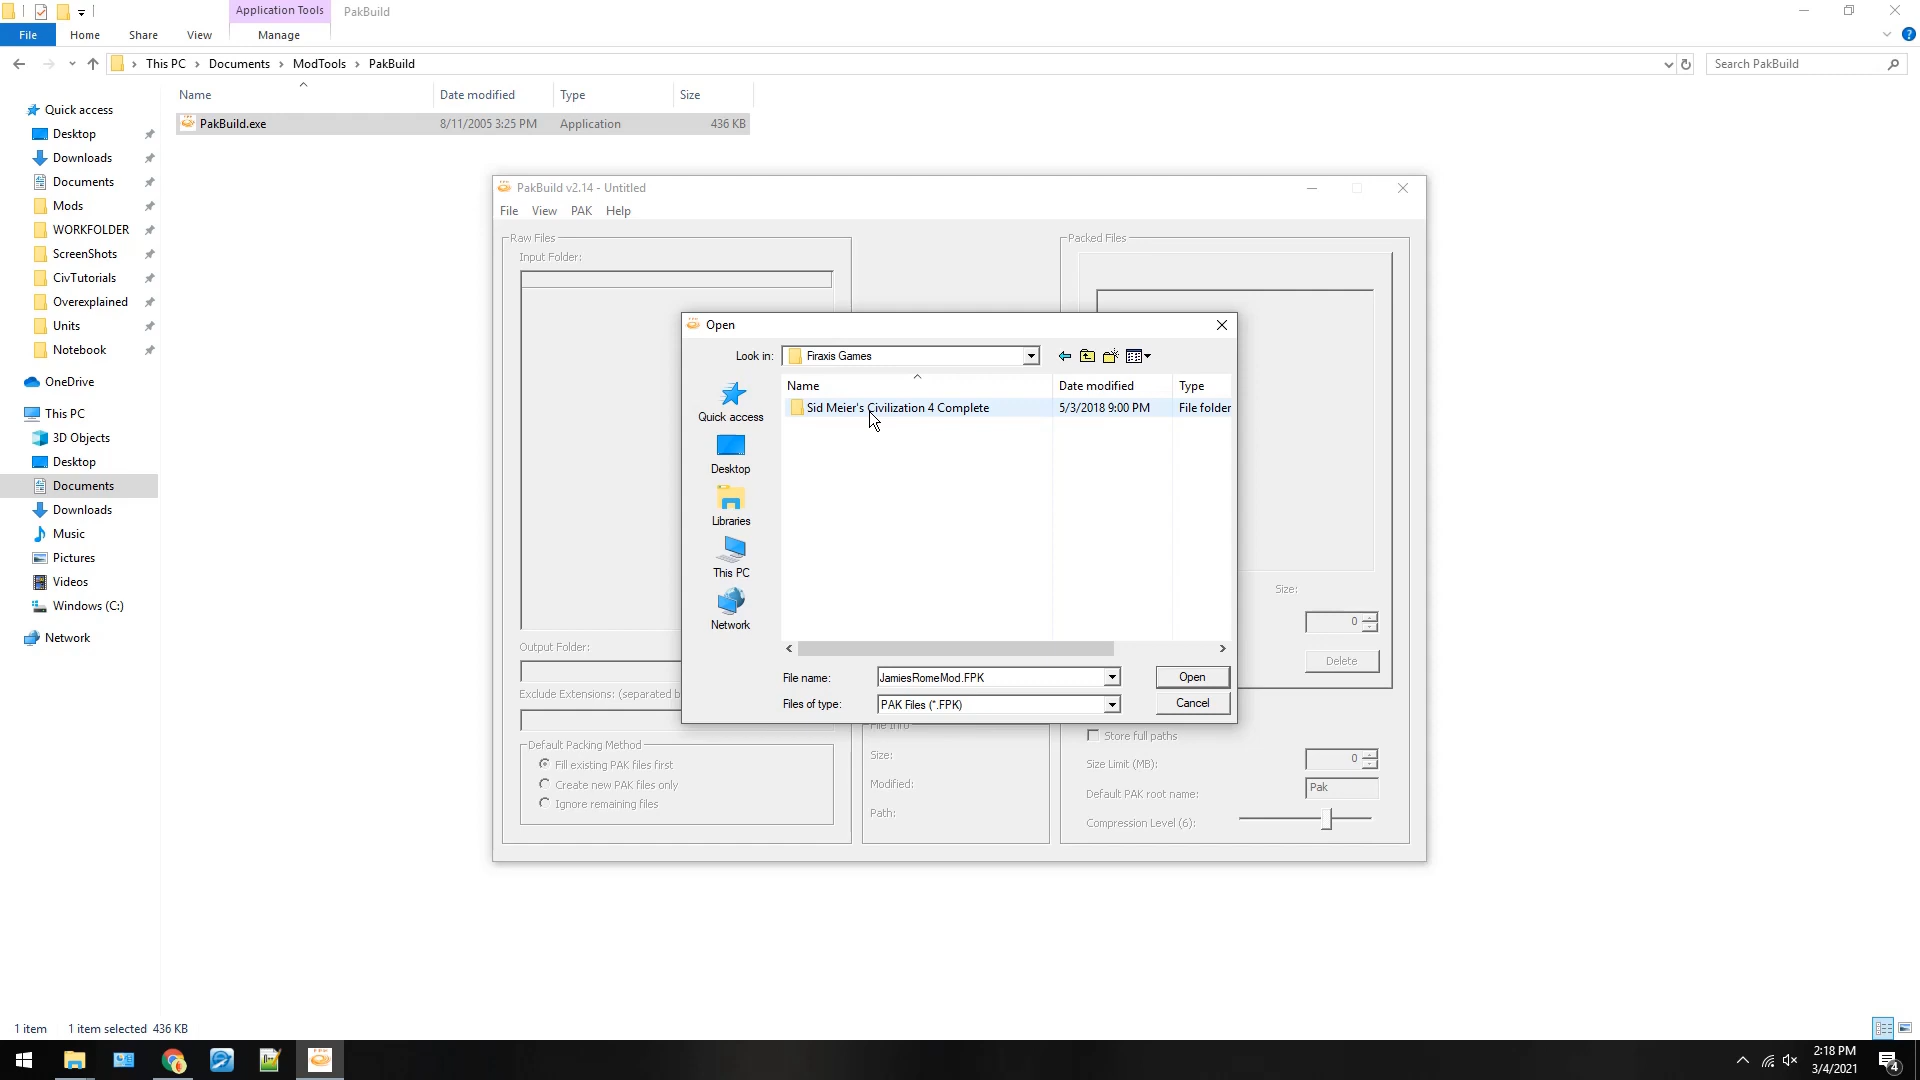 Application Tools
PakBuild
File
Home
Share
View
Manage
This PC
Documents
ModTools
PakBuild
Search PakBuild
Name
Date modified
Type
Size
PakBuild.exe
8/11/2005 3:25 PM
Application
436 KB
Quick access
Desktop
Downloads
Documents
Mods
WORKFOLDER
ScreenShots
CivTutorials
Overexplained
Units
Notebook
OneDrive
This PC
3D Objects
Desktop
Documents
Downloads
Music
Pictures
Videos
Windows (C:)
Network
PakBuild v2.14 - Untitled
File
View
PAK
Help
Raw Files
Input Folder:
Packed Files
Open
Look in:
Firaxis Games
Name
Date modified
Type
Sid Meier's Civilization 4 Complete
5/3/2018 9:00 PM
File folder
Quick access
Desktop
Libraries
This PC
Network
File name:
JamiesRomeMod.FPK
Open
Files of type:
PAK Files (*.FPK)
Cancel
Size:
0
Delete
Output Folder:
Exclude Extensions: (separated b
Default Packing Method
Fill existing PAK files first
Create new PAK files only
Ignore remaining files
File Info
Size:
Modified:
Path:
Store full paths
Size Limit (MB):
0
Default PAK root name:
Pak
Compression Level (6):
1 item
1 item selected 436 KB
2:18 PM
3/4/2021
4